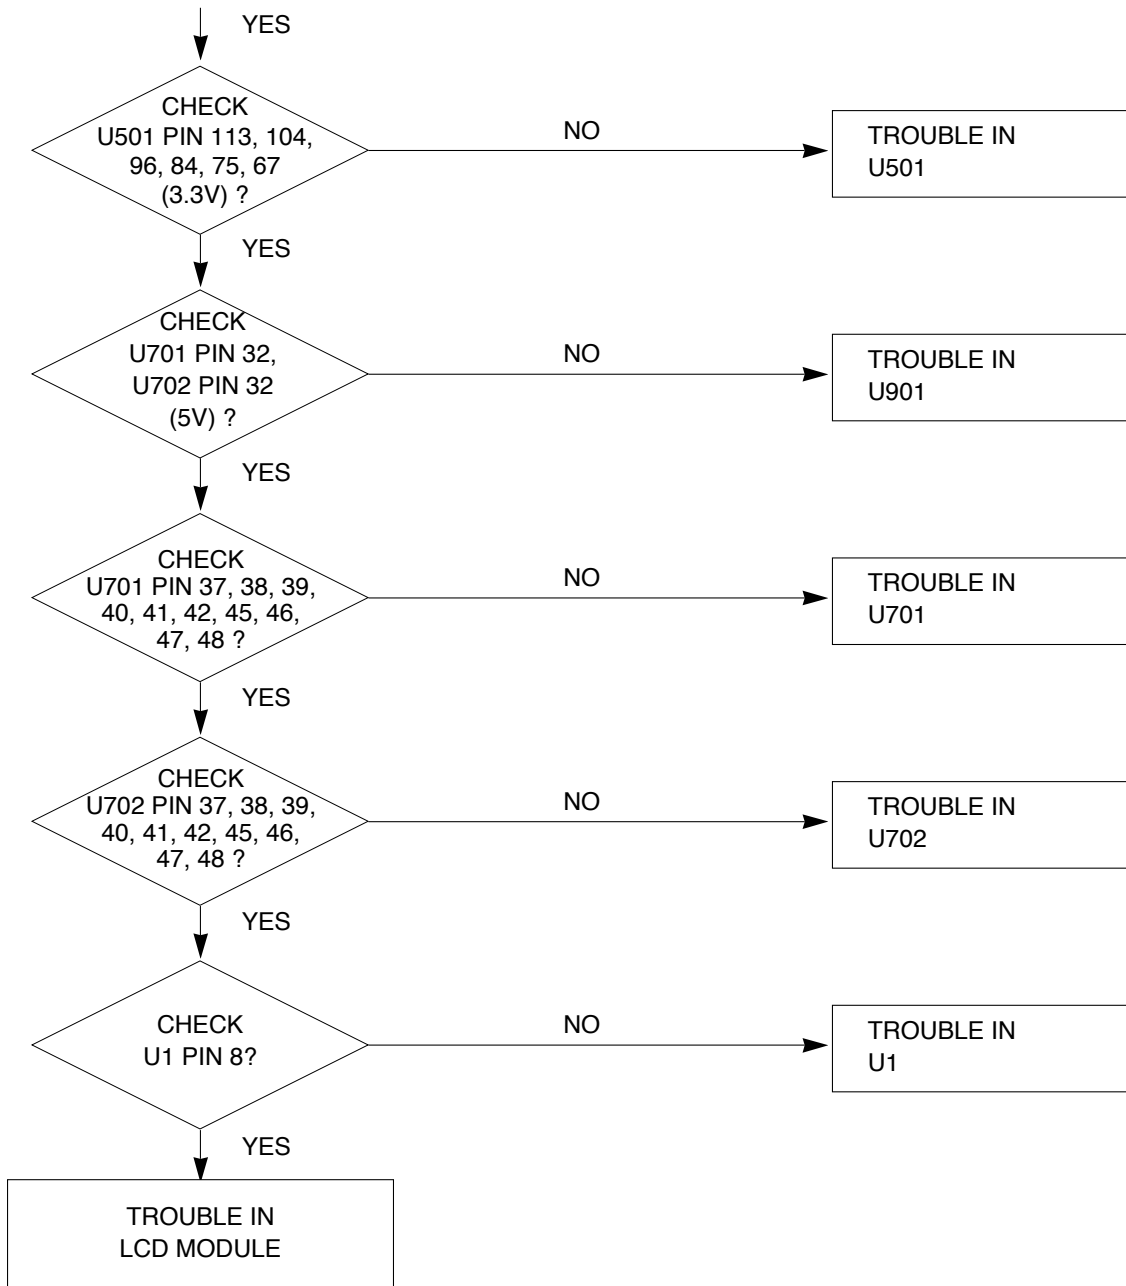 YES
CHECK
U501 PIN 113, 104,
96, 84, 75, 67
(3.3V) ?
NO
TROUBLE IN
U501
YES
CHECK
U701 PIN 32,
U702 PIN 32
(5V) ?
NO
TROUBLE IN
U901
YES
CHECK
U701 PIN 37, 38, 39,
40, 41, 42, 45, 46,
47, 48 ?
NO
TROUBLE IN
U701
YES
CHECK
U702 PIN 37, 38, 39,
40, 41, 42, 45, 46,
47, 48 ?
NO
TROUBLE IN
U702
YES
CHECK
U1 PIN 8?
NO
TROUBLE IN
U1
YES
TROUBLE IN
LCD MODULE